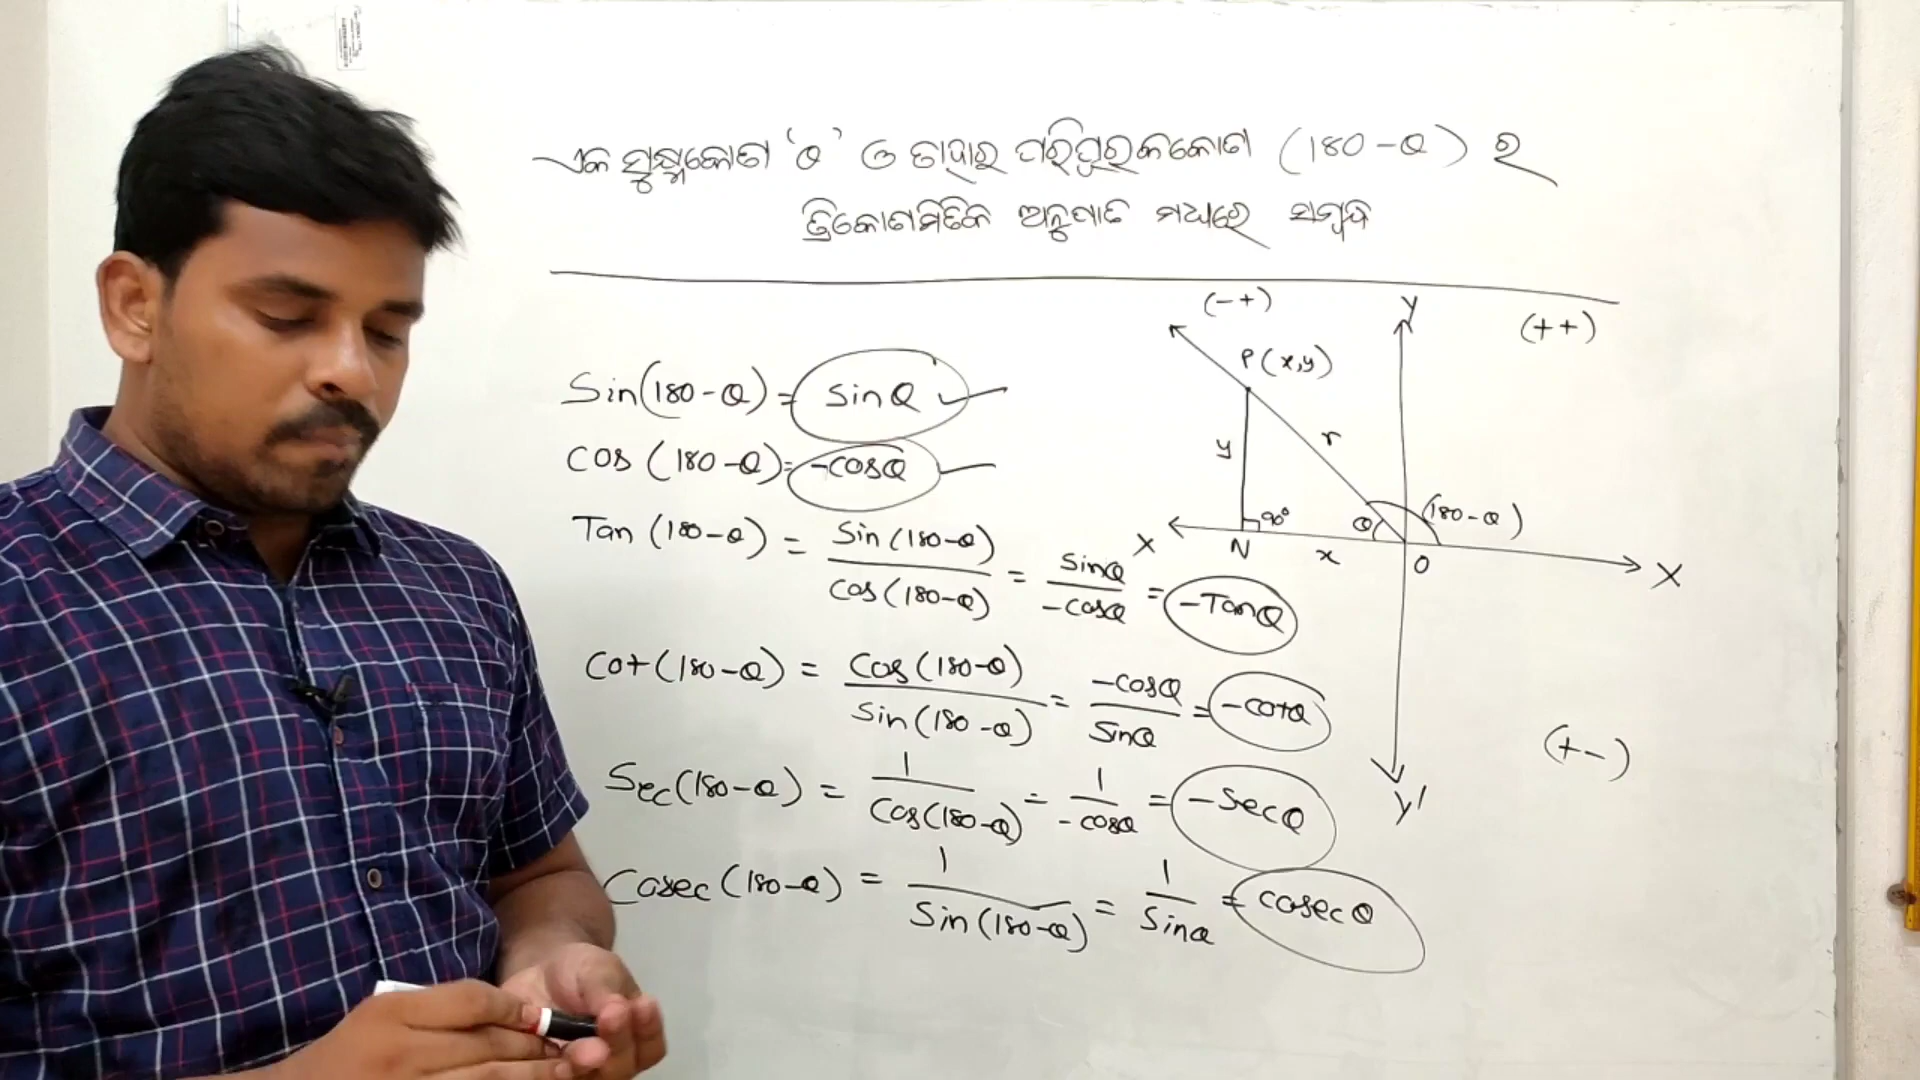 ଏକ ସୂକ୍ଷ୍ମକୋଣ 'θ' ଓ ତାହାର ପରିପୂରକକୋଣ (180-θ) ର
ତ୍ରିକୋଣମିତିକ ଅନୁପାତ ମଧ୍ୟରେ ସମ୍ବନ୍ଧ
Sin(180-θ) = sinθ
cos (180-θ) = -cosθ
Tan (180-θ) = Sin (180-θ) / cos (180-θ) = sinθ / -cosθ = -Tanθ
cot (180-θ) = cos (180-θ) / Sin (180-θ) = -cosθ / Sinθ = -cotθ
Sec(180-θ) = 1 / cos(180-θ) = 1 / -cosθ = -secθ
Cosec (180-θ) = 1 / Sin (180-θ) = 1 / Sinθ = cosecθ
(-+)
Y
(++)
P(x,y)
y
r
90°
θ
(180-θ)
X
N
x
O
X
(+-)
y'